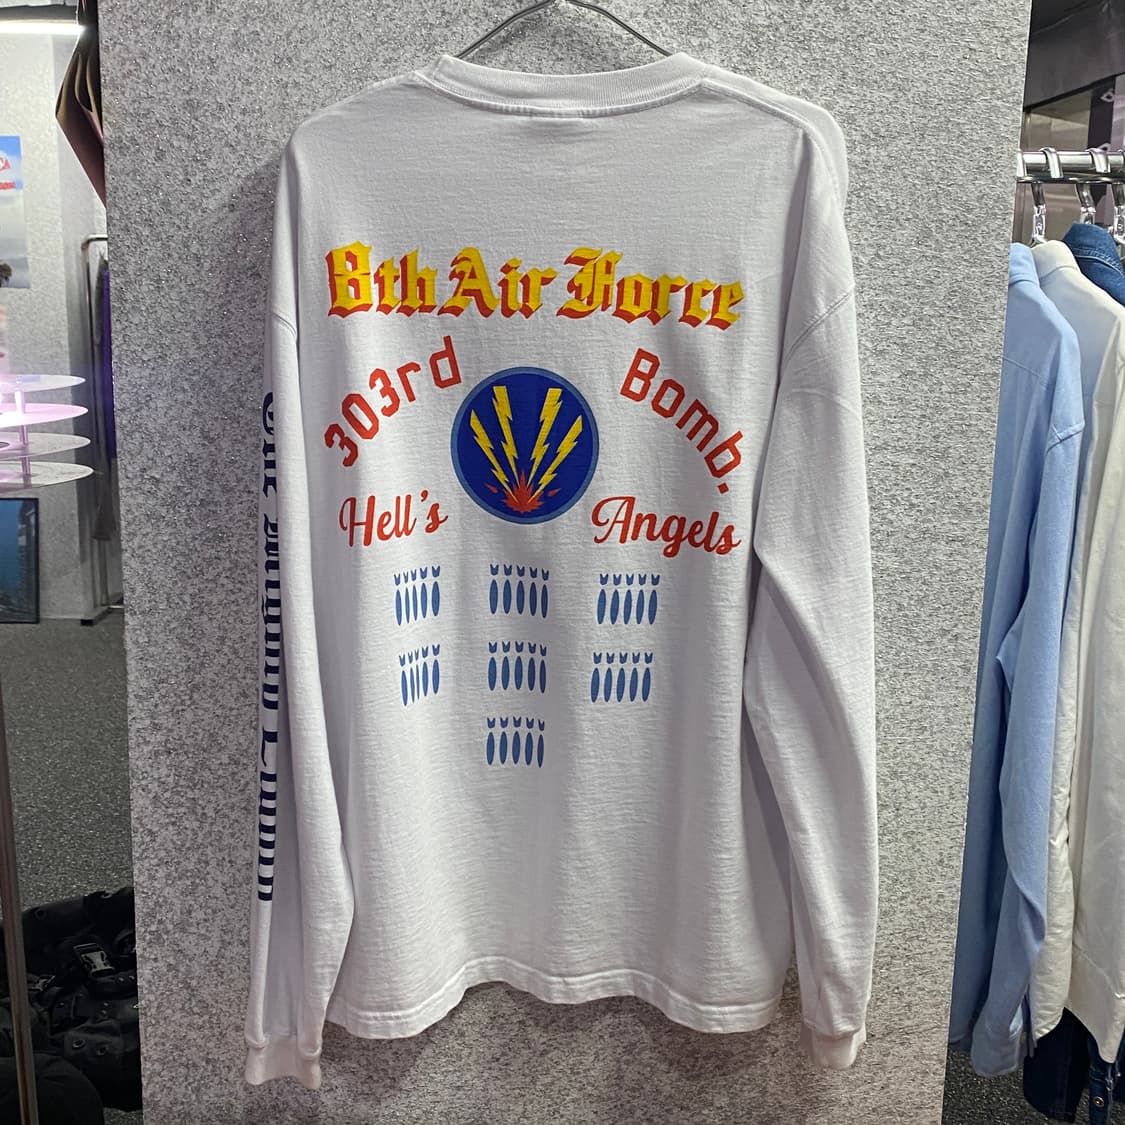 8th Air Force
303rd Bomb.
Hell's Angels